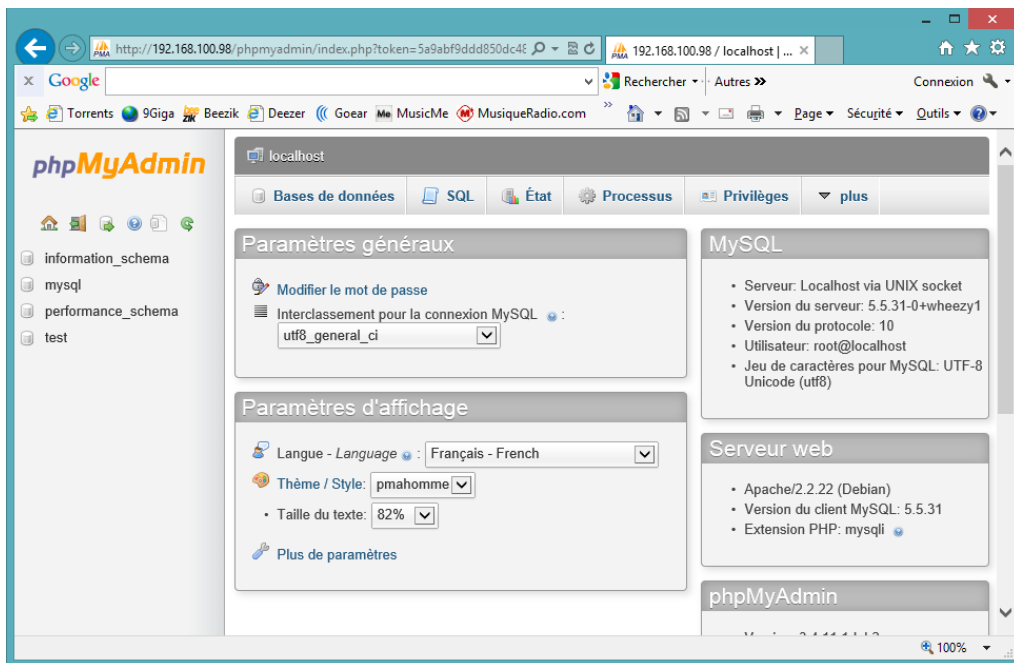 http://192.168.100.98/phpmyadmin/index.php?token=5a9abf9ddd850dc48
192.168.100.98 / localhost | ...
x Google Rechercher Autres » Connexion
Torrents 9Giga Beezik Deezer Goear MusicMe MusiqueRadio.com » Page Sécurité Outils
phpMyAdmin
localhost
Bases de données SQL État Processus Privilèges plus
information_schema
mysql
performance_schema
test
Paramètres généraux
Modifier le mot de passe
Interclassement pour la connexion MySQL :
utf8_general_ci
Paramètres d'affichage
Langue - Language : Français - French
Thème / Style: pmahomme
• Taille du texte: 82%
Plus de paramètres
MySQL
• Serveur: Localhost via UNIX socket
• Version du serveur: 5.5.31-0+wheezy1
• Version du protocole: 10
• Utilisateur: root@localhost
• Jeu de caractères pour MySQL: UTF-8
Unicode (utf8)
Serveur web
• Apache/2.2.22 (Debian)
• Version du client MySQL: 5.5.31
• Extension PHP: mysqli
phpMyAdmin
100%